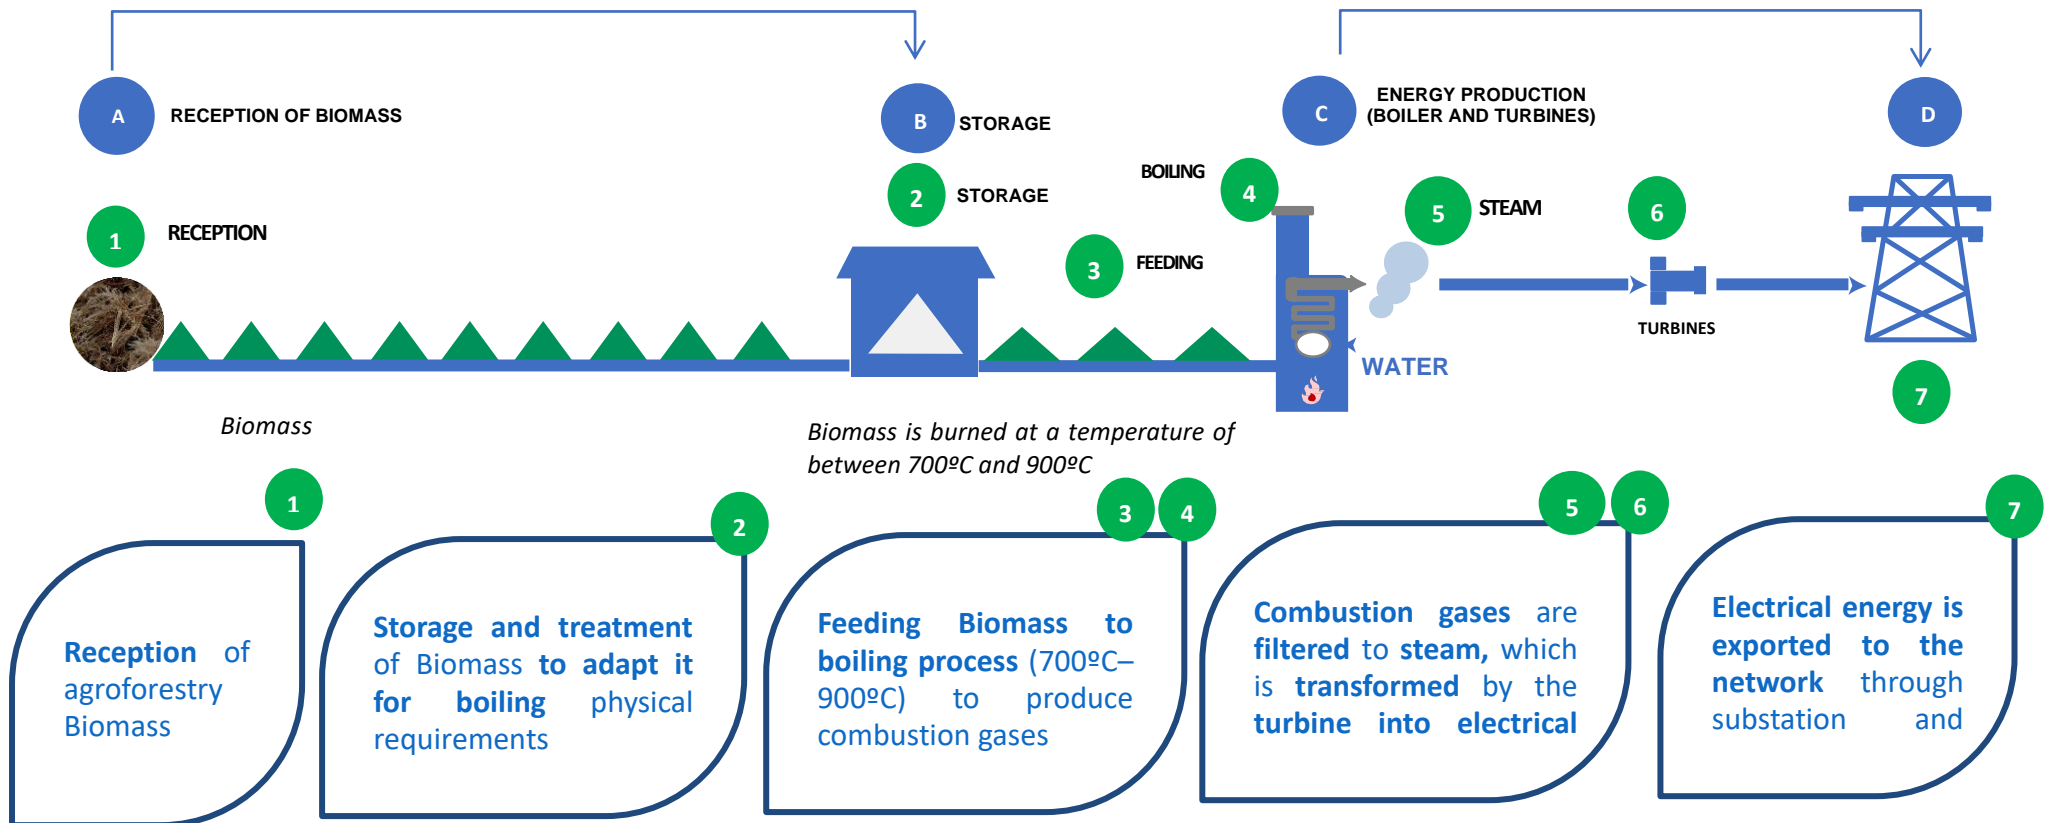 A
RECEPTION OF BIOMASS
B
STORAGE
C
ENERGY PRODUCTION
(BOILER AND TURBINES)
D
1
RECEPTION
2
STORAGE
3
FEEDING
BOILING
4
5
STEAM
6
TURBINES
WATER
7
Biomass
Biomass is burned at a temperature of
between 700ºC and 900ºC
1
Reception of
agroforestry
Biomass
2
Storage and treatment
of Biomass to adapt it
for boiling physical
requirements
3 4
Feeding Biomass to
boiling process (700ºC–
900ºC) to produce
combustion gases
5 6
Combustion gases are
filtered to steam, which
is transformed by the
turbine into electrical
7
Electrical energy is
exported to the
network through
substation and